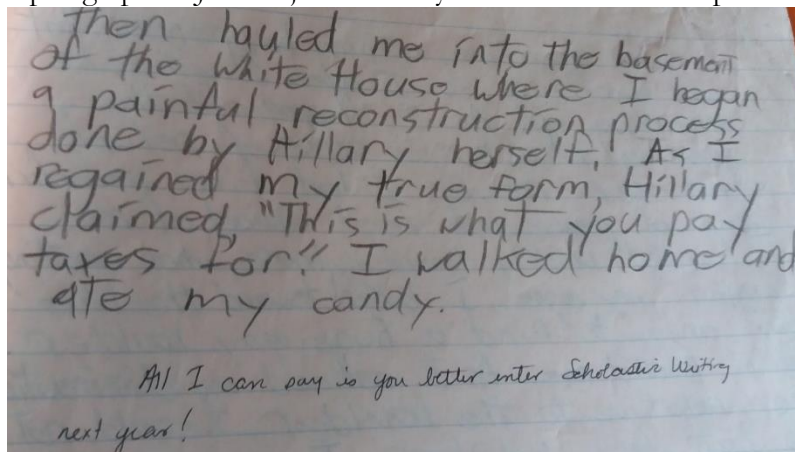 then hauled me into the basement
of the White House where I began
a painful reconstruction process
done by Hillary herself. As I
regained my true form, Hillary
claimed, "This is what you pay
taxes for." I walked home and
ate my candy.
All I can say is you better enter Scholastic Writing
next year!